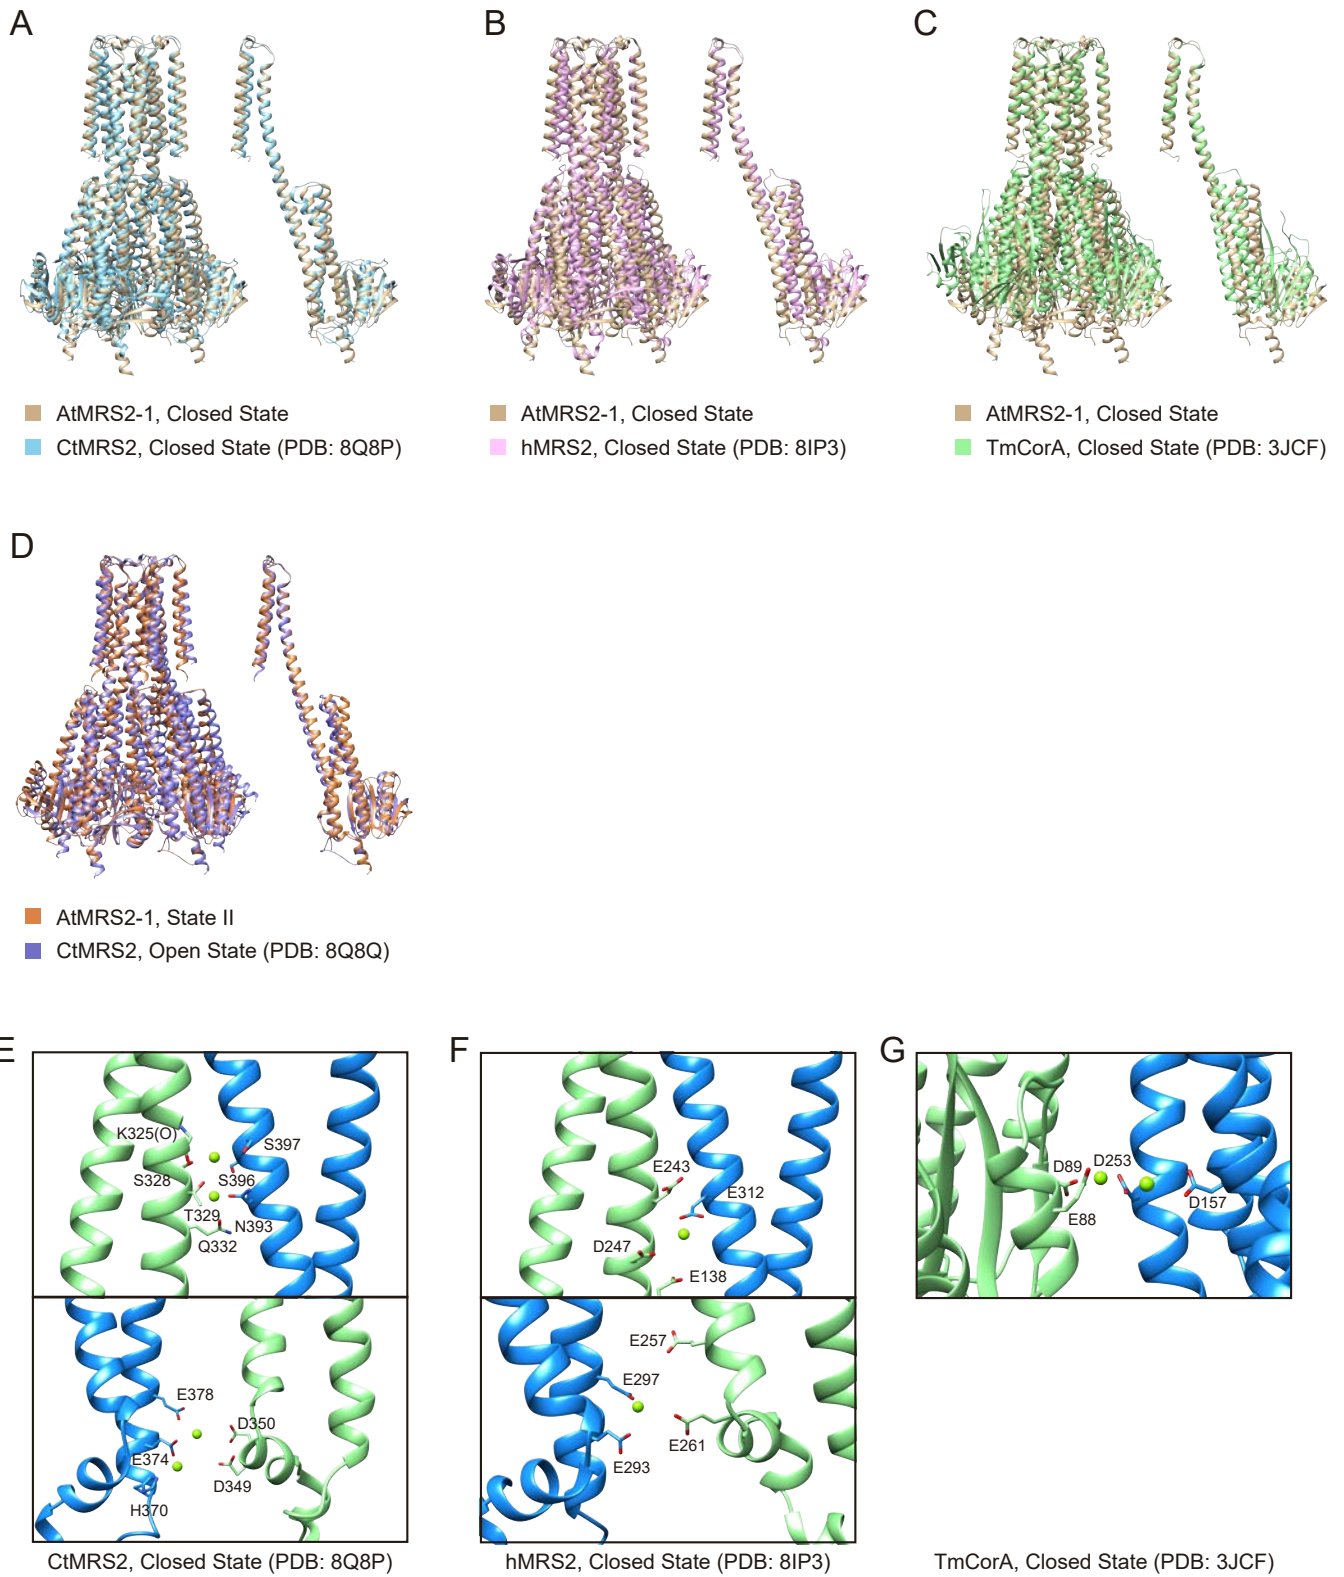 A
B
C
AtMRS2-1, Closed State
CtMRS2, Closed State (PDB: 8Q8P)
AtMRS2-1, Closed State
hMRS2, Closed State (PDB: 8IP3)
AtMRS2-1, Closed State
TmCorA, Closed State (PDB: 3JCF)
D
AtMRS2-1, State II
CtMRS2, Open State (PDB: 8Q8Q)
E
K325(O)
S397
S328
S396
T329
N393
Q332
E378
D350
E374
D349
H370
CtMRS2, Closed State (PDB: 8Q8P)
F
E243
E312
D247
E138
E257
E297
E261
E293
hMRS2, Closed State (PDB: 8IP3)
G
D89
D253
E88
D157
TmCorA, Closed State (PDB: 3JCF)